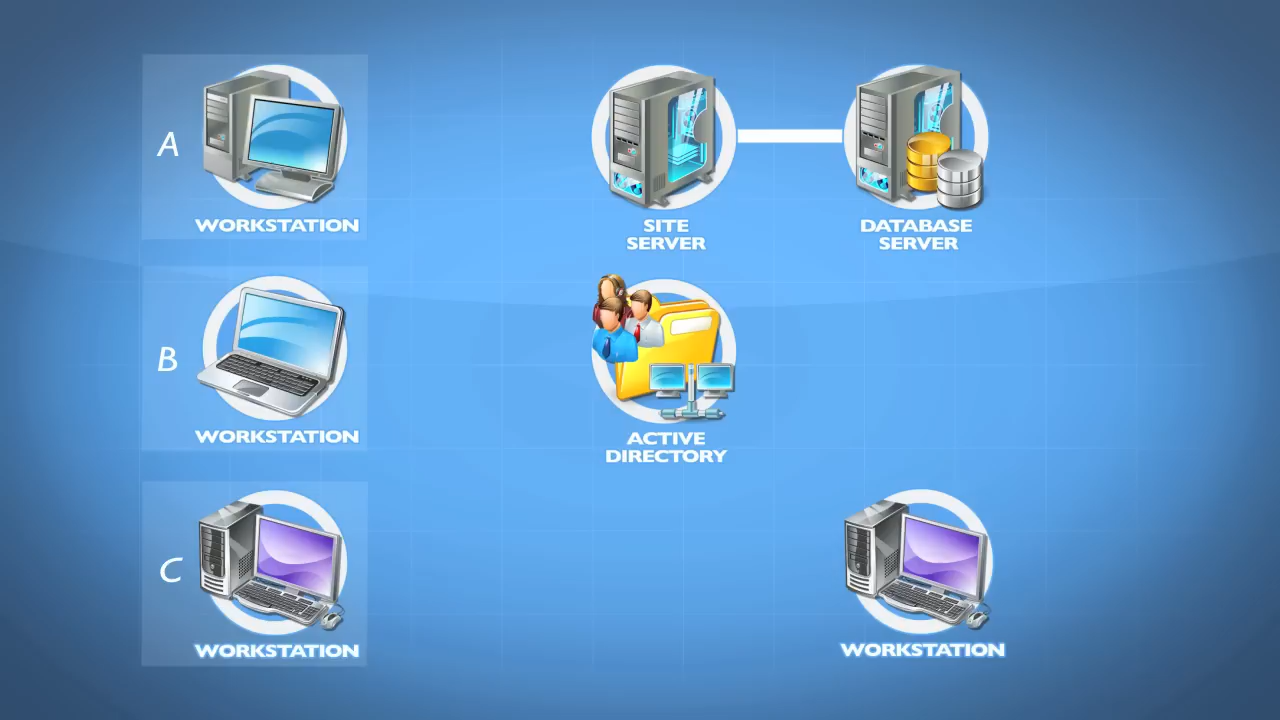 A
WORKSTATION
SITE
SERVER
DATABASE
SERVER
B
WORKSTATION
ACTIVE
DIRECTORY
C
WORKSTATION
WORKSTATION